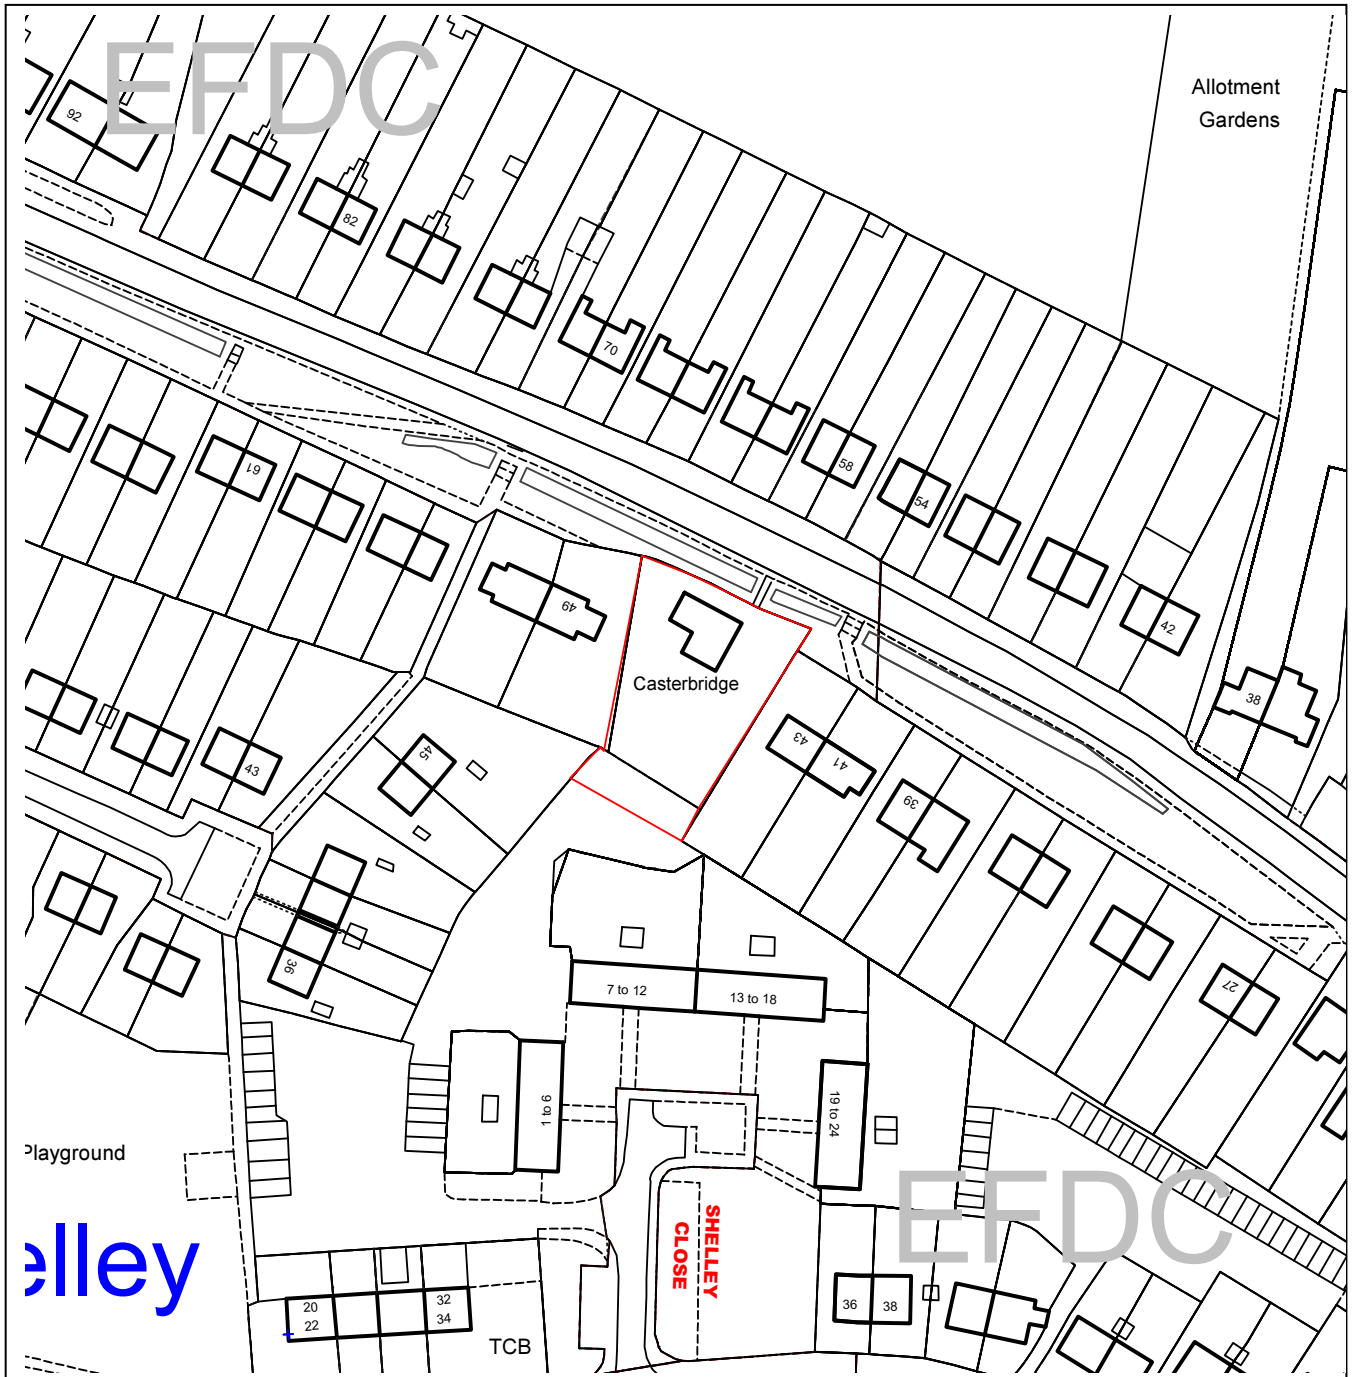 EFDC
Allotment
Gardens
92
82
70
61
58
54
49
42
Casterbridge
38
45
43
41
43
39
36
7 to 12
13 to 18
27
1 to 6
19 to 24
Playground
EFDC
SHELLEY
CLOSE
elley
20
22
32
34
36
38
TCB